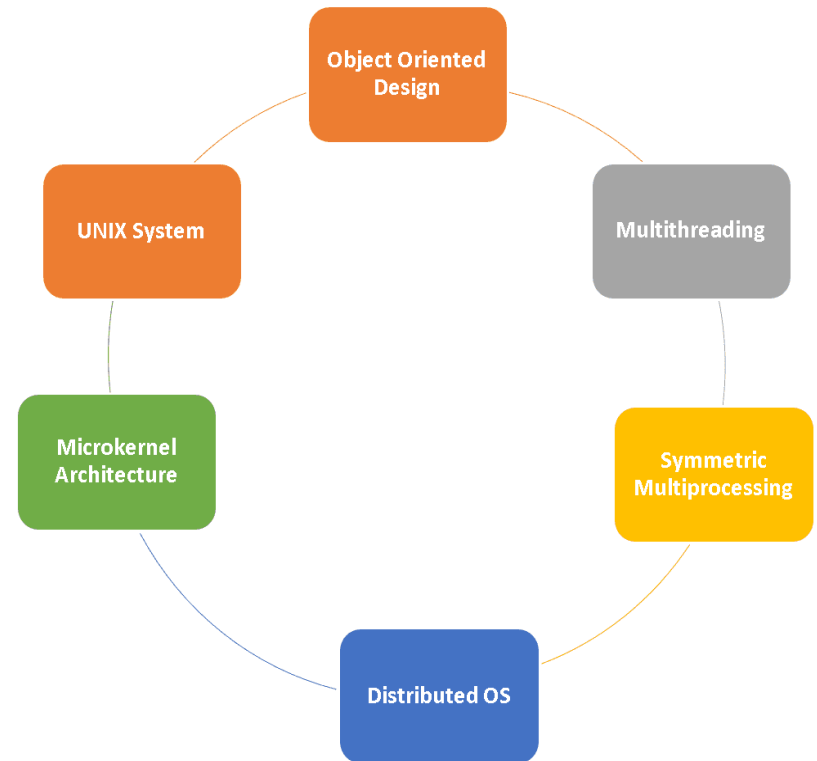 Object Oriented
Design
Multithreading
Symmetric
Multiprocessing
Distributed OS
Microkernel
Architecture
UNIX System